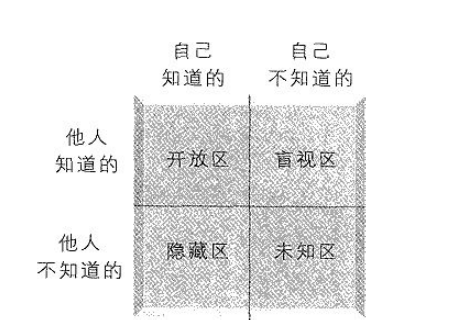 自己 自己
知道的 不知道的
他人
知道的
开放区 盲视区
他人
不知道的
隐藏区 未知区